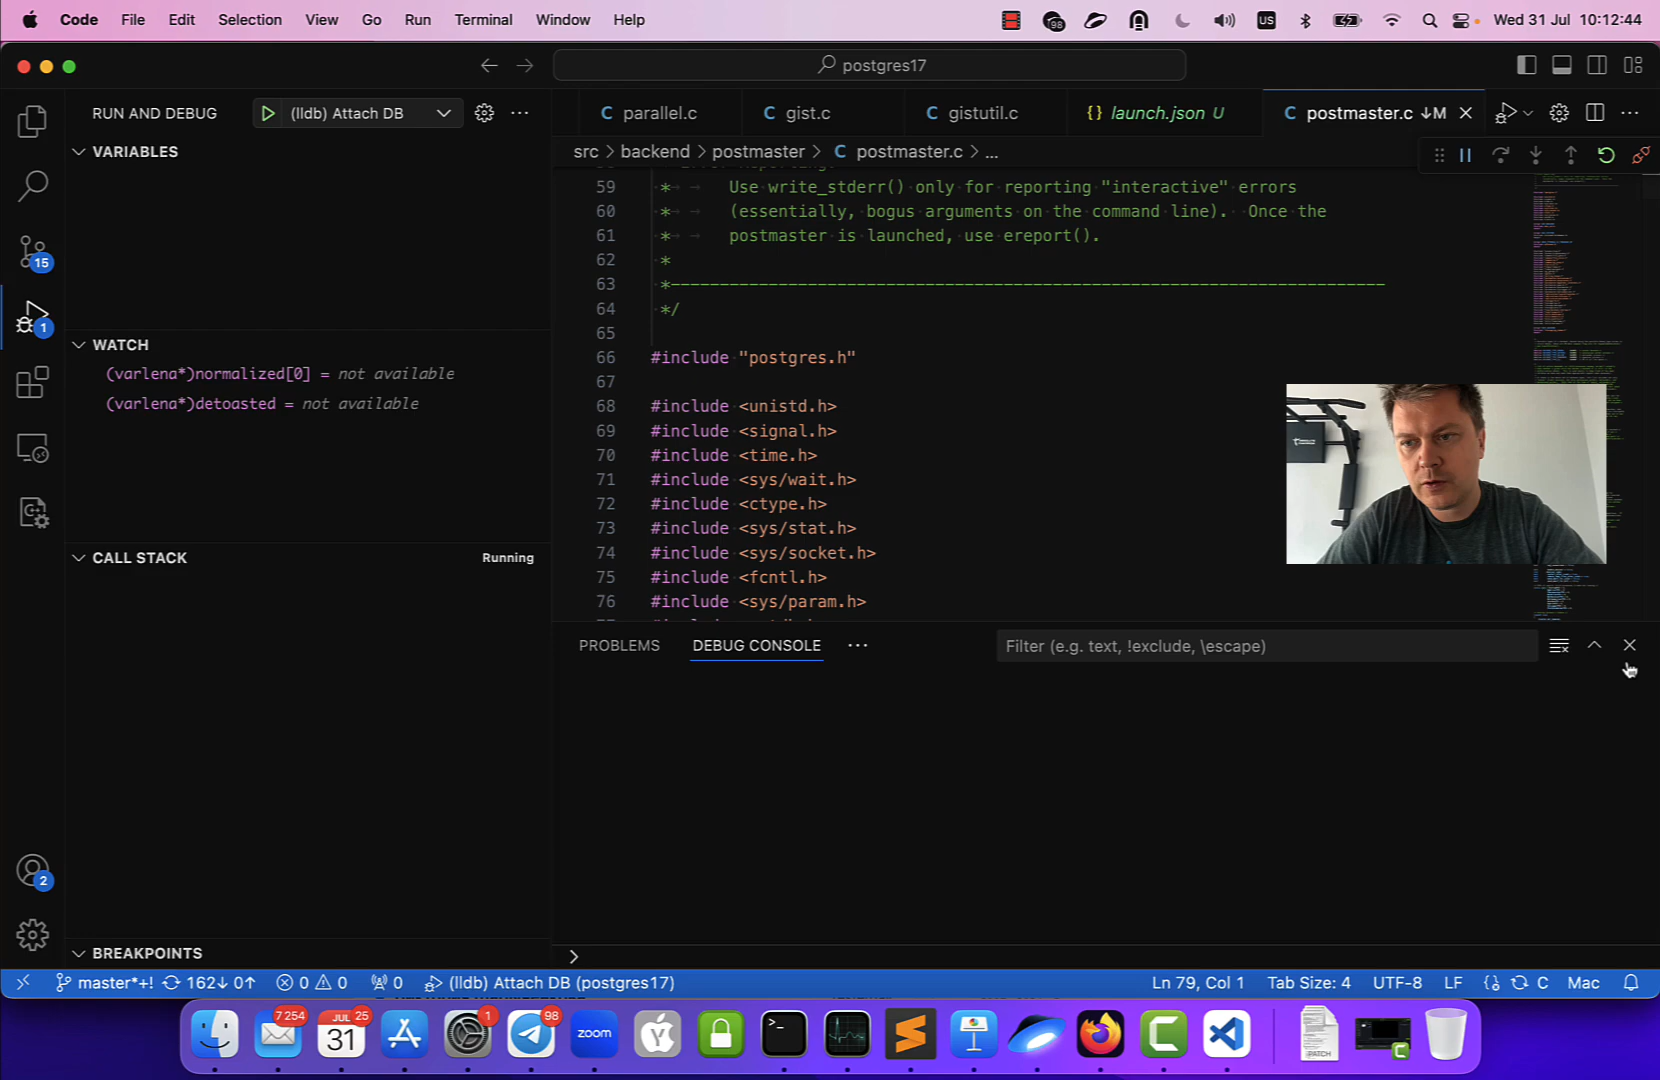 Code File Edit Selection View Go Run Terminal Window Help 98 US Wed 31 Jul 10:12:44
postgres17
RUN AND DEBUG (lldb) Attach DB
C parallel.c C gist.c C gistutil.c {} launch.json U C postmaster.c ↓M
src > backend > postmaster > C postmaster.c > ...
VARIABLES
59 * Use write_stderr() only for reporting "interactive" errors
60 * (essentially, bogus arguments on the command line). Once the
61 * postmaster is launched, use ereport().
62 *
63 *-----------------------------------------------------------------
64 */
65
66 #include "postgres.h"
67
68 #include <unistd.h>
69 #include <signal.h>
70 #include <time.h>
71 #include <sys/wait.h>
72 #include <ctype.h>
73 #include <sys/stat.h>
74 #include <sys/socket.h>
75 #include <fcntl.h>
76 #include <sys/param.h>
15
1
WATCH
(varlena*)normalized[0] = not available
(varlena*)detoasted = not available
CALL STACK Running
PROBLEMS DEBUG CONSOLE ... Filter (e.g. text, !exclude, \escape)
2
BREAKPOINTS
>
master*+! 162↓ 0↑ 0 0 0 (lldb) Attach DB (postgres17) Ln 79, Col 1 Tab Size: 4 UTF-8 LF {} C Mac
7 254 JUL 25 31 1 98 zoom >_ PATCH